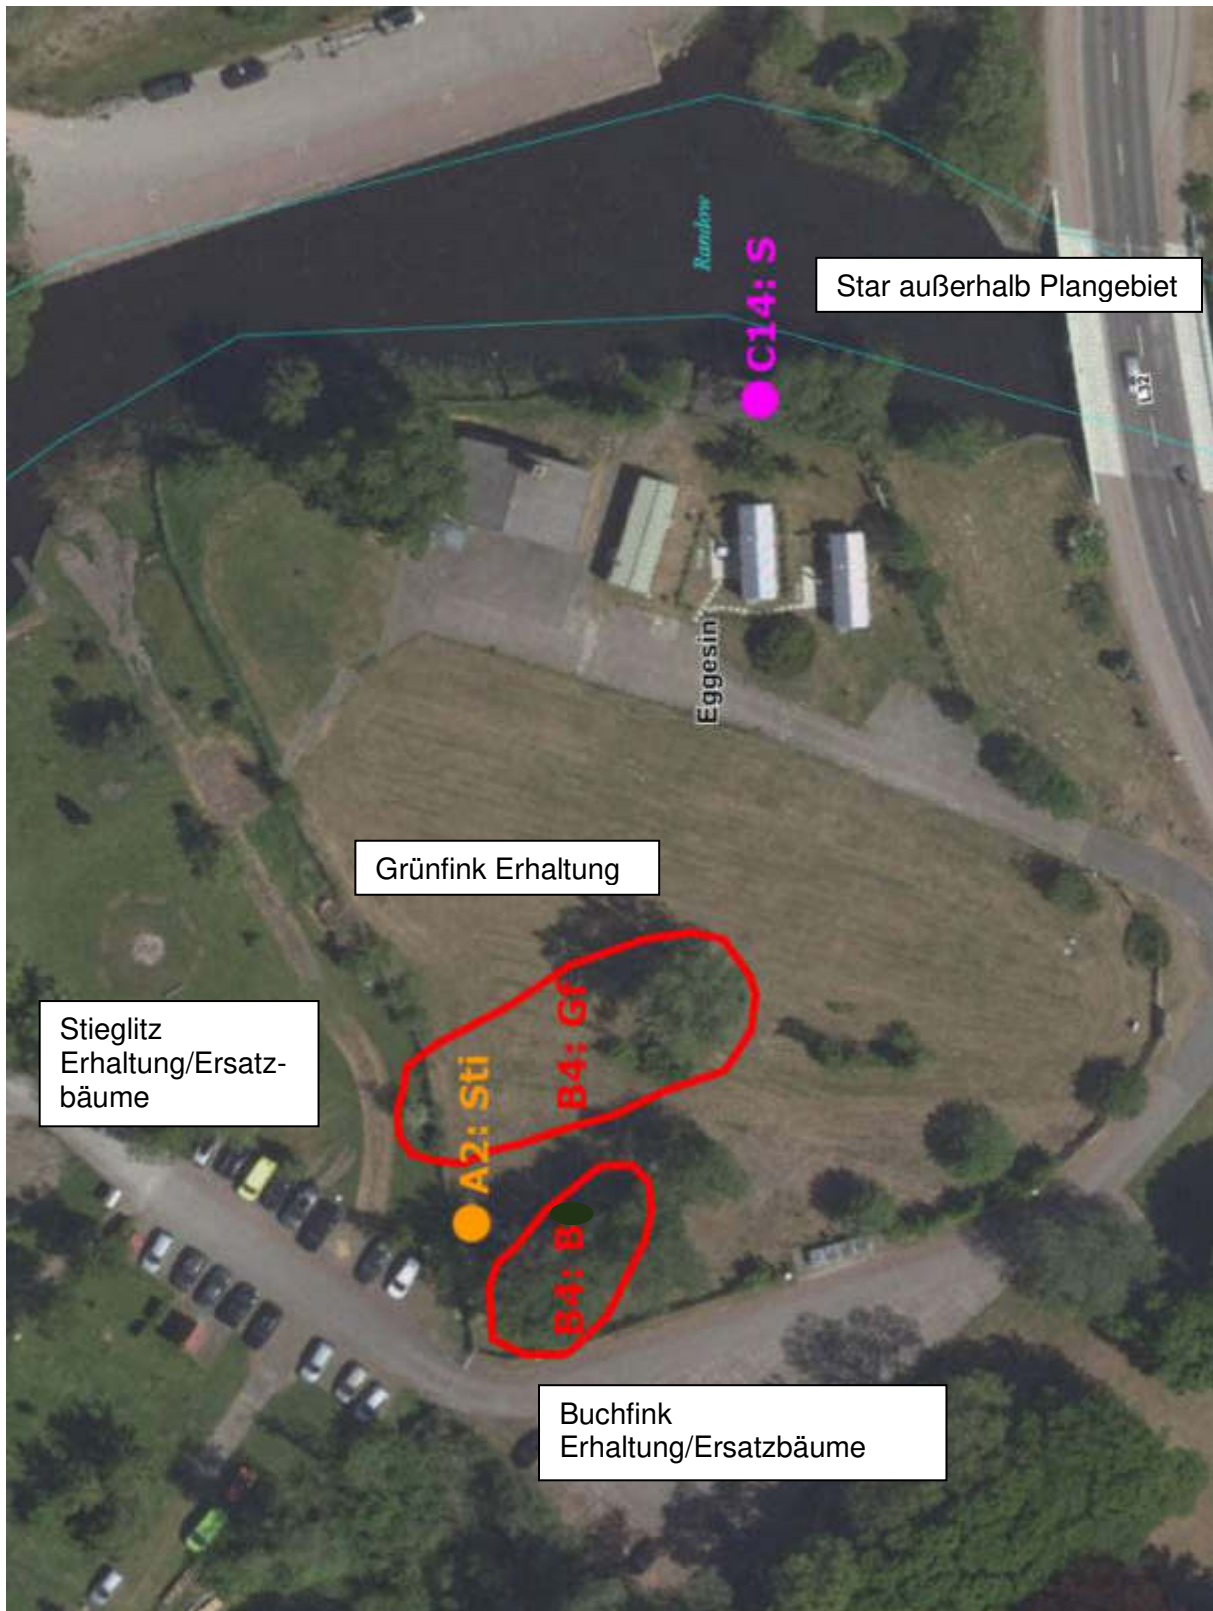 Randow
C14: S
Star außerhalb Plangebiet
L32
Eggesin
Grünfink Erhaltung
B4: Gf
Stieglitz
Erhaltung/Ersatz-
bäume
A2: Sti
B4: B
Buchfink
Erhaltung/Ersatzbäume